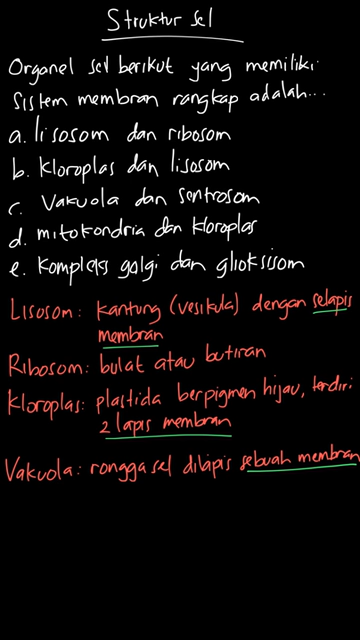 Struktur sel
Organel sel berikut yang memiliki
sistem membran rangkap adalah...
a. lisosom dan ribosom
b. Kloroplas dan lisosom
c. Vakuola dan sentrosom
d. mitokondria dan kloroplas
e. Kompleks golgi dan glioksisom
Lisosom: kantung (vesikula) dengan selapis
membran
Ribosom: bulat atau butiran
Kloroplas: plastida berpigmen hijau, terdiri
2 lapis membran
Vakuola: rongga sel dilapis sebuah membran